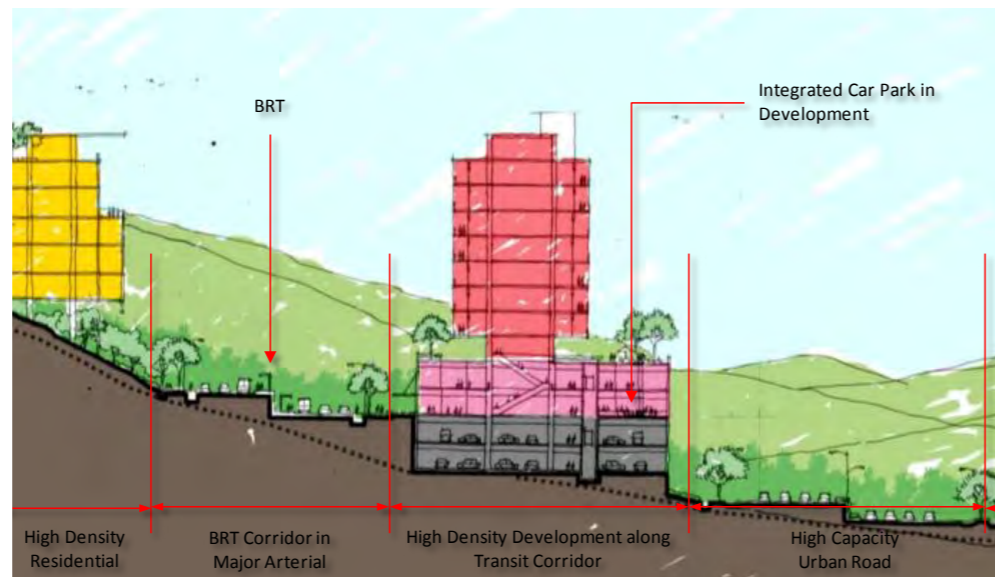 BRT
Integrated Car Park in
Development
High Density
Residential
BRT Corridor in
Major Arterial
High Density Development along
Transit Corridor
High Capacity
Urban Road